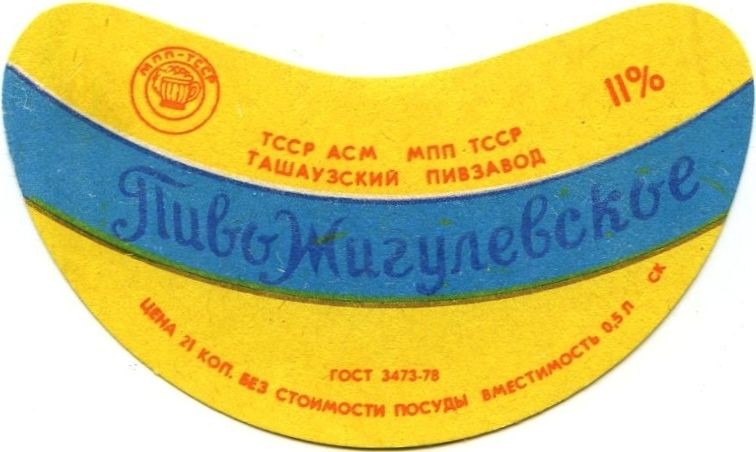 МПП-ТССР
11%
ТССР АСМ МПП ТССР
ТАШАУЗСКИЙ ПИВЗАВОД
Пиво Жигулевское
ГОСТ 3473-78
ЦЕНА 21 КОП. БЕЗ СТОИМОСТИ ПОСУДЫ ВМЕСТИМОСТЬ 0,5 Л СК